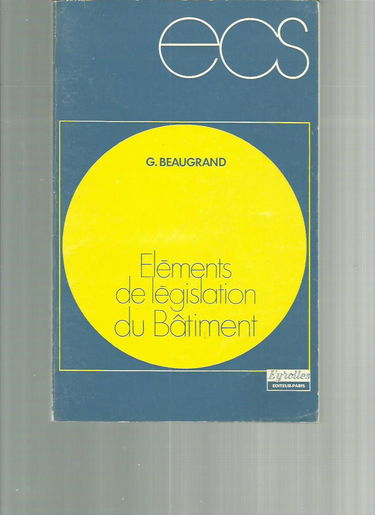 ecs
G. BEAUGRAND
Eléments
de législation
du Bâtiment
Eyrolles
EDITEUR-PARIS